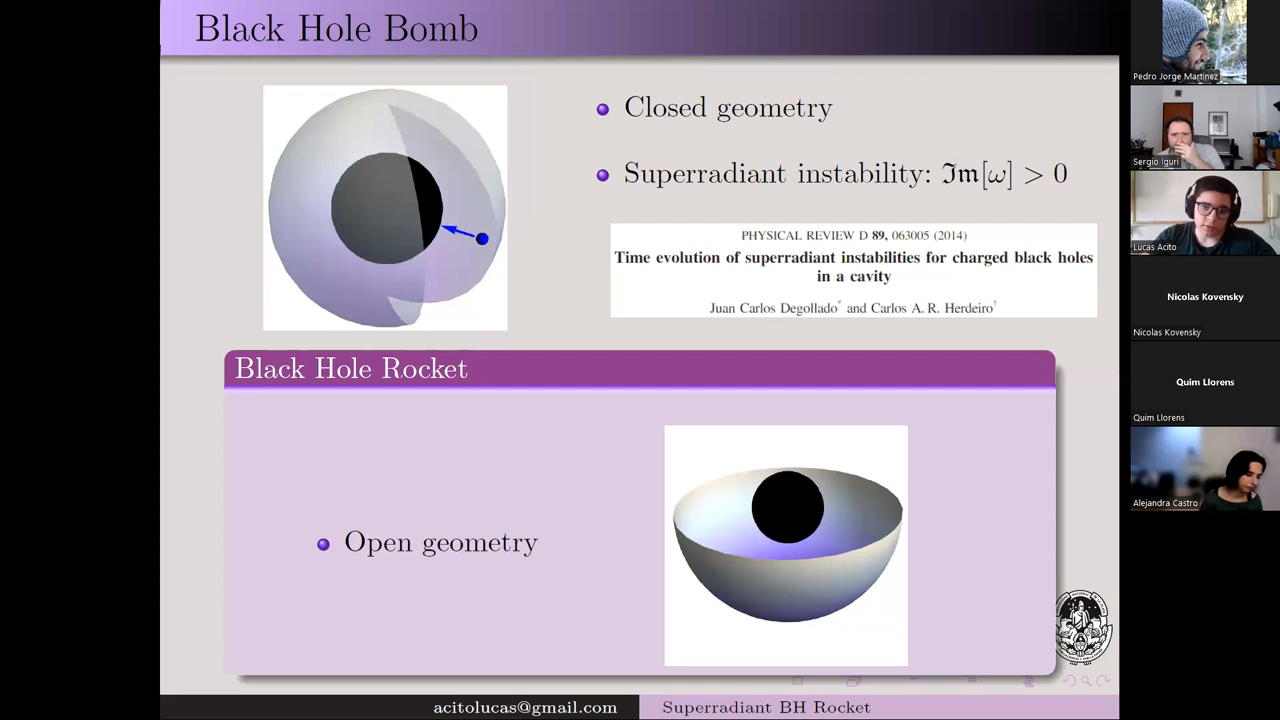 Black Hole Bomb
Closed geometry
Superradiant instability: ℑ𝔪[ω] > 0
PHYSICAL REVIEW D 89, 063005 (2014)
Time evolution of superradiant instabilities for charged black holes
in a cavity
Juan Carlos Degollado* and Carlos A. R. Herdeiro†
Black Hole Rocket
Open geometry
acitolucas@gmail.com
Superradiant BH Rocket
Pedro Jorge Martinez
Sergio Iguri
Lucas Acito
Nicolas Kovensky
Nicolas Kovensky
Quim Llorens
Quim Llorens
Alejandra Castro